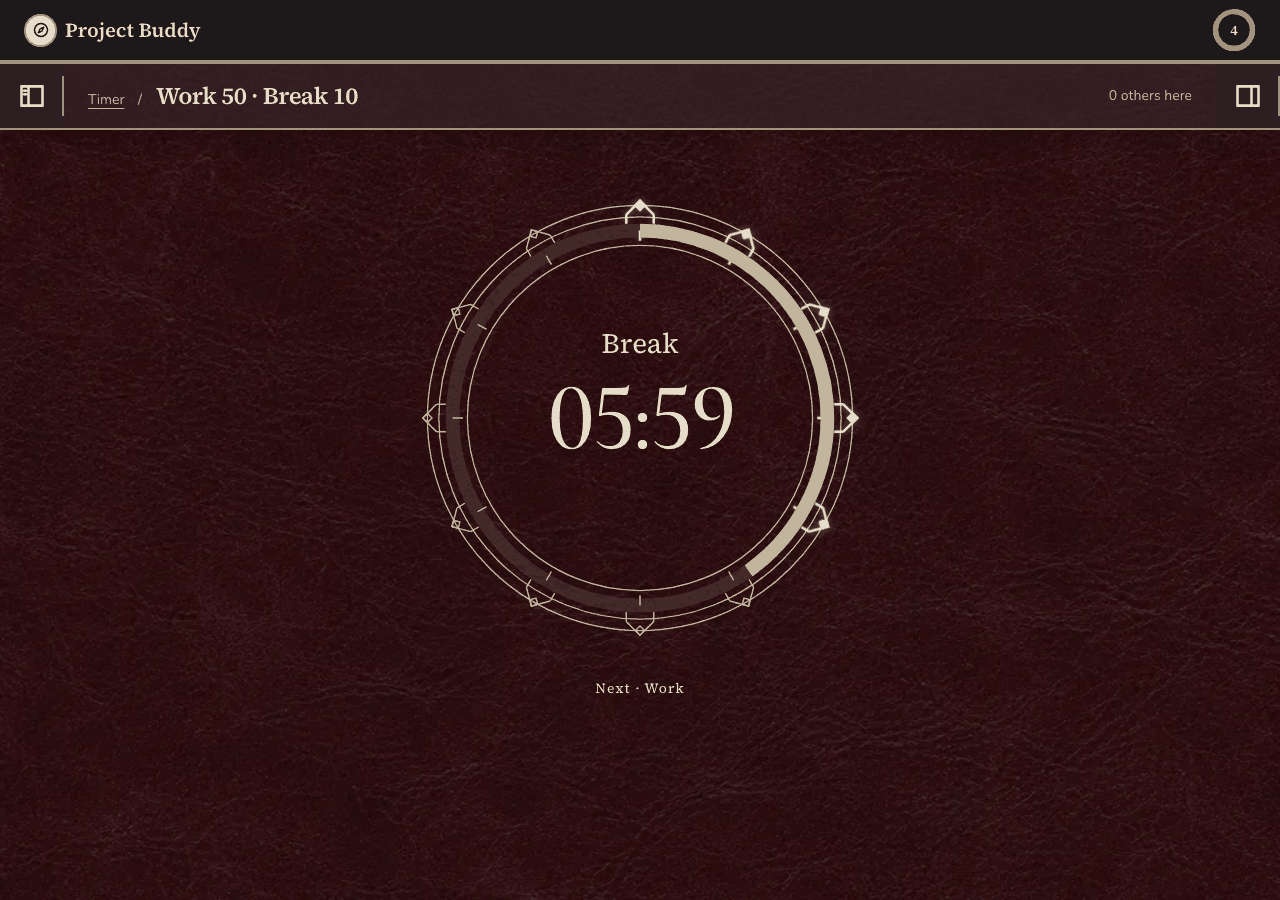 Project Buddy
4
Timer / Work 50 · Break 10
0 others here
Break
05:59
Next · Work